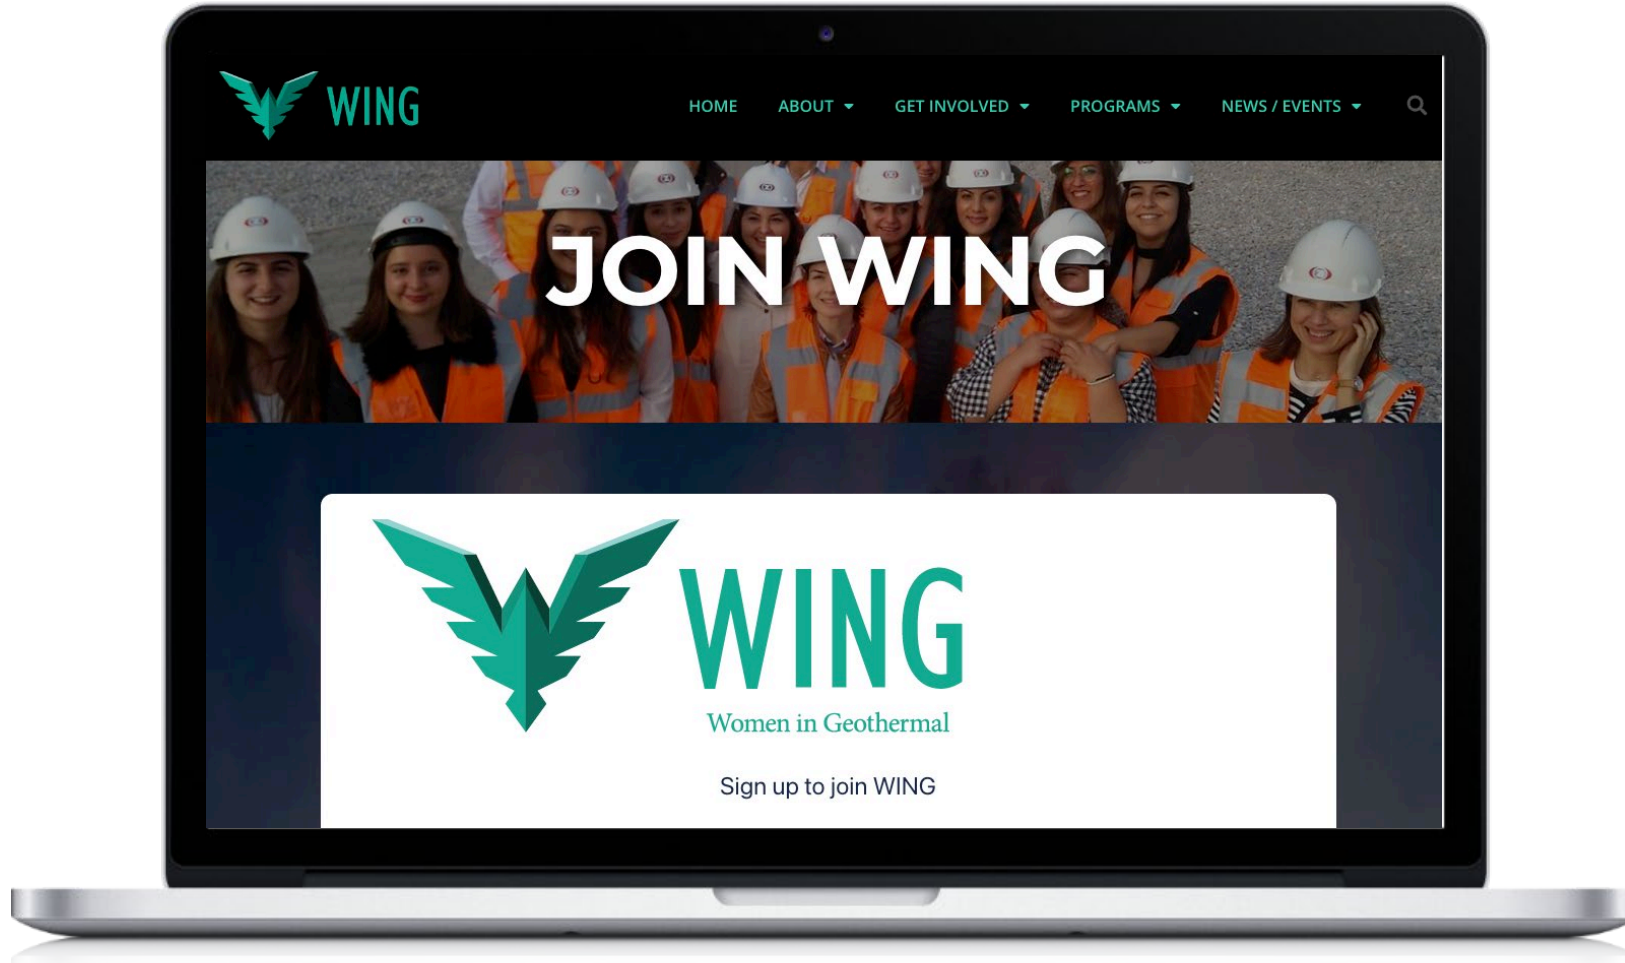 WING
HOME ABOUT GET INVOLVED PROGRAMS NEWS / EVENTS
JOIN WING
WING
Women in Geothermal
Sign up to join WING